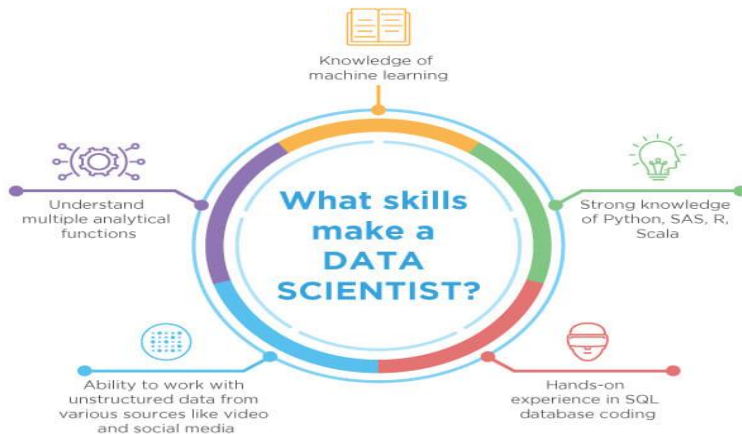 Knowledge of
machine learning
Understand
multiple analytical
functions
Strong knowledge
of Python, SAS, R,
Scala
What skills
make a
DATA
SCIENTIST?
Ability to work with
unstructured data from
various sources like video
and social media
Hands-on
experience in SQL
database coding